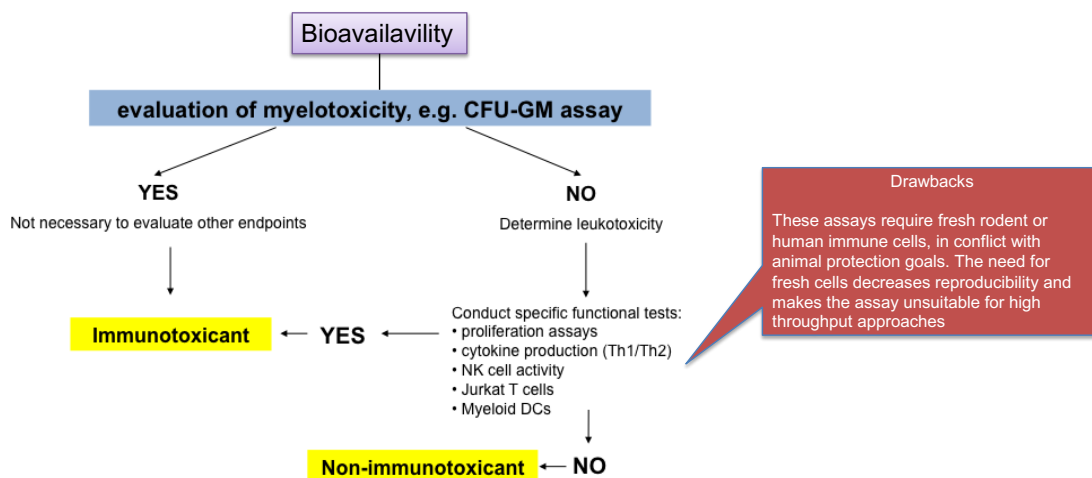 Bioavailavility
evaluation of myelotoxicity, e.g. CFU-GM assay
YES
Not necessary to evaluate other endpoints
NO
Determine leukotoxicity
Drawbacks
These assays require fresh rodent or
human immune cells, in conflict with
animal protection goals. The need for
fresh cells decreases reproducibility and
makes the assay unsuitable for high
throughput approaches
Conduct specific functional tests:
• proliferation assays
• cytokine production (Th1/Th2)
• NK cell activity
• Jurkat T cells
• Myeloid DCs
YES
Immunotoxicant
NO
Non-immunotoxicant